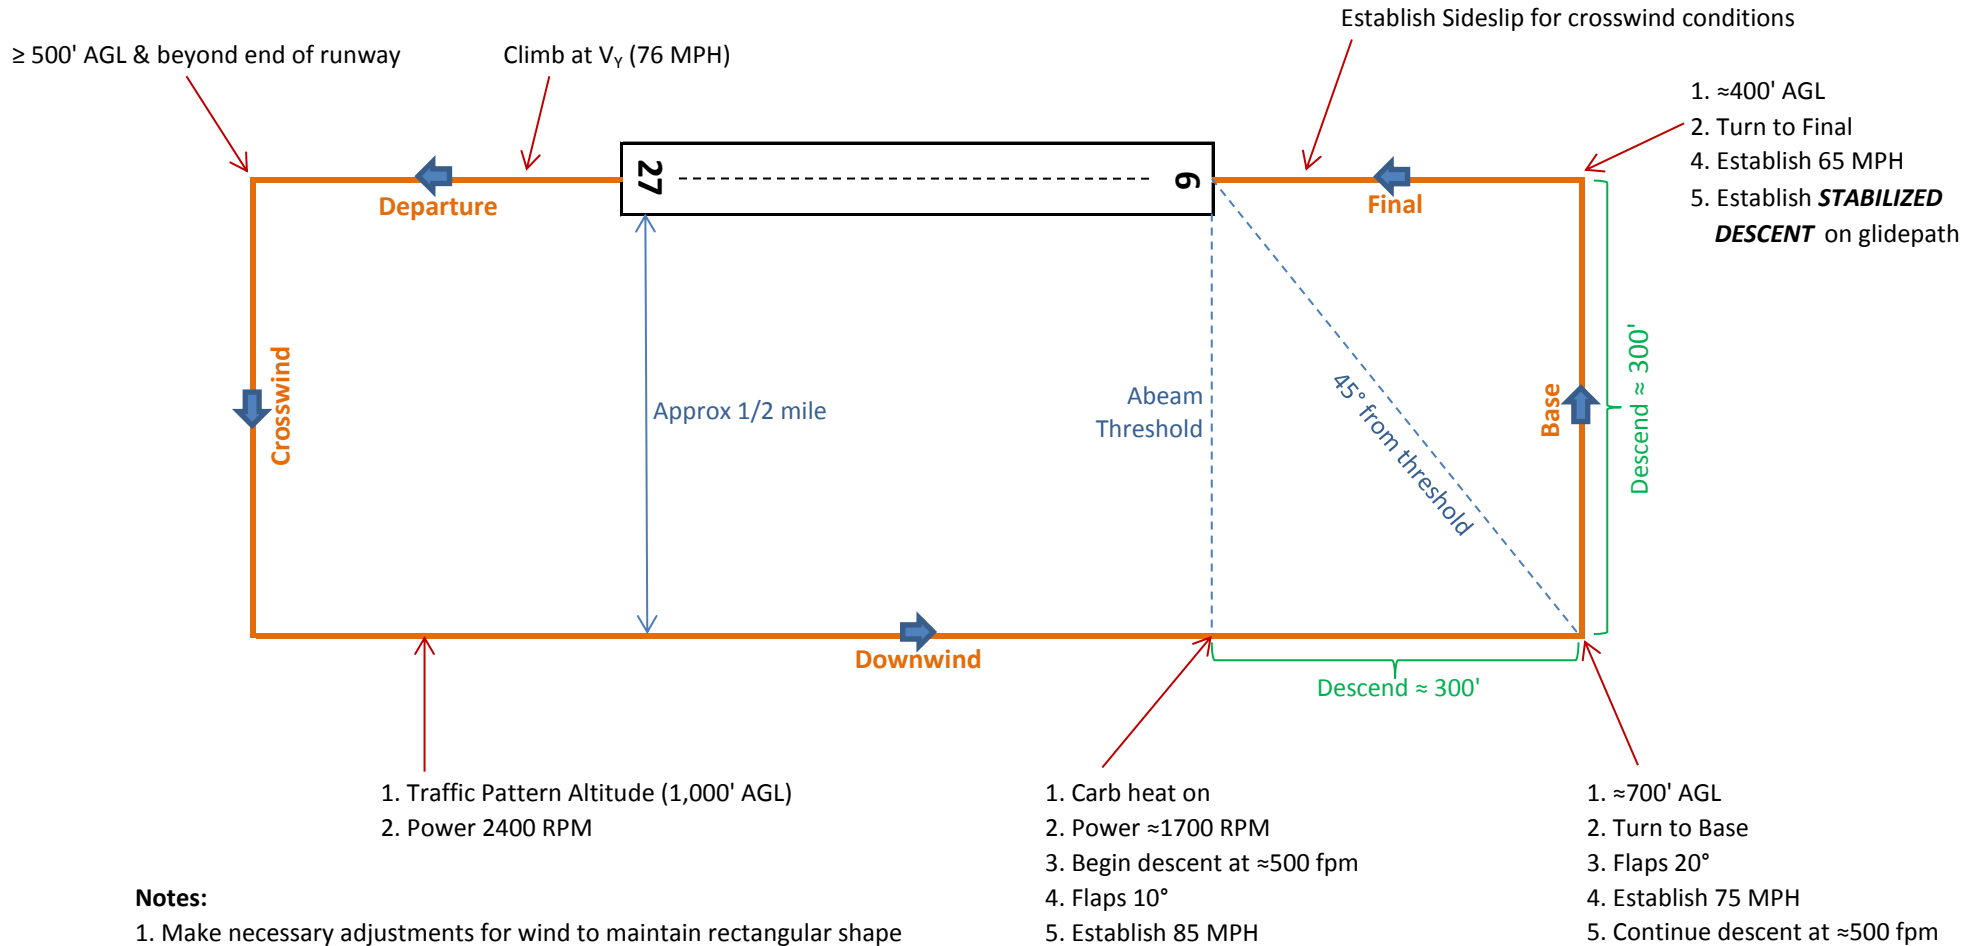 Establish Sideslip for crosswind conditions
≥ 500' AGL & beyond end of runway
Climb at VY (76 MPH)
1. ≈400' AGL
2. Turn to Final
4. Establish 65 MPH
5. Establish STABILIZED
DESCENT on glidepath
27
9
Departure
Final
Crosswind
Approx 1/2 mile
Abeam
Threshold
45° from threshold
Base
Descend ≈ 300'
Downwind
Descend ≈ 300'
1. Traffic Pattern Altitude (1,000' AGL)
2. Power 2400 RPM
1. Carb heat on
2. Power ≈1700 RPM
3. Begin descent at ≈500 fpm
4. Flaps 10°
5. Establish 85 MPH
1. ≈700' AGL
2. Turn to Base
3. Flaps 20°
4. Establish 75 MPH
5. Continue descent at ≈500 fpm
Notes:
1. Make necessary adjustments for wind to maintain rectangular shape